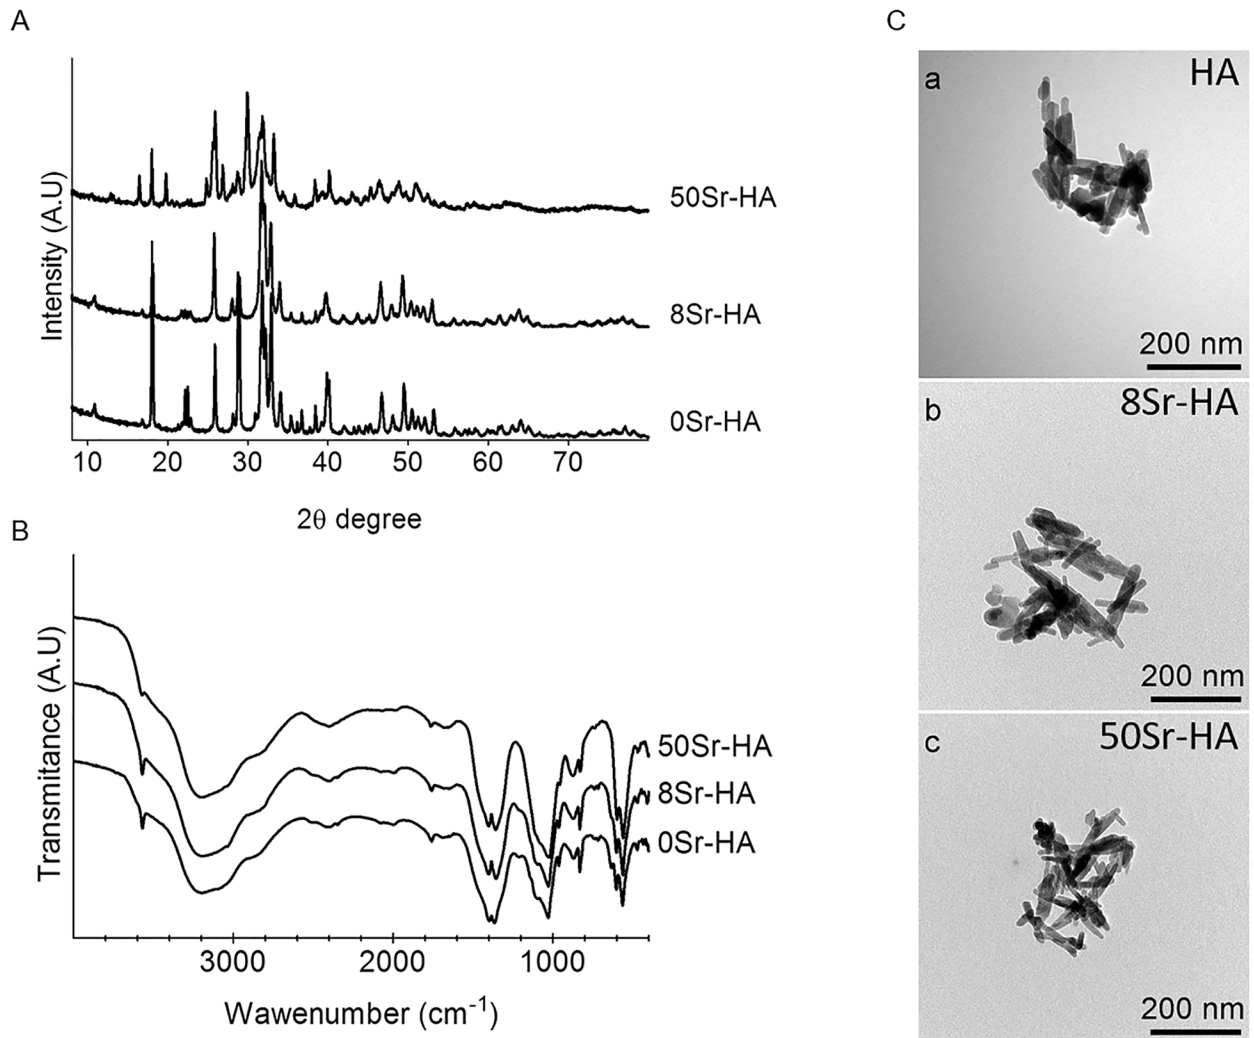 A
Intensity (A.U)
50Sr-HA
8Sr-HA
0Sr-HA
10 20 30 40 50 60 70
2θ degree
B
Transmitance (A.U)
50Sr-HA
8Sr-HA
0Sr-HA
3000 2000 1000
Wawenumber (cm-1)
C
a HA
200 nm
b 8Sr-HA
200 nm
c 50Sr-HA
200 nm